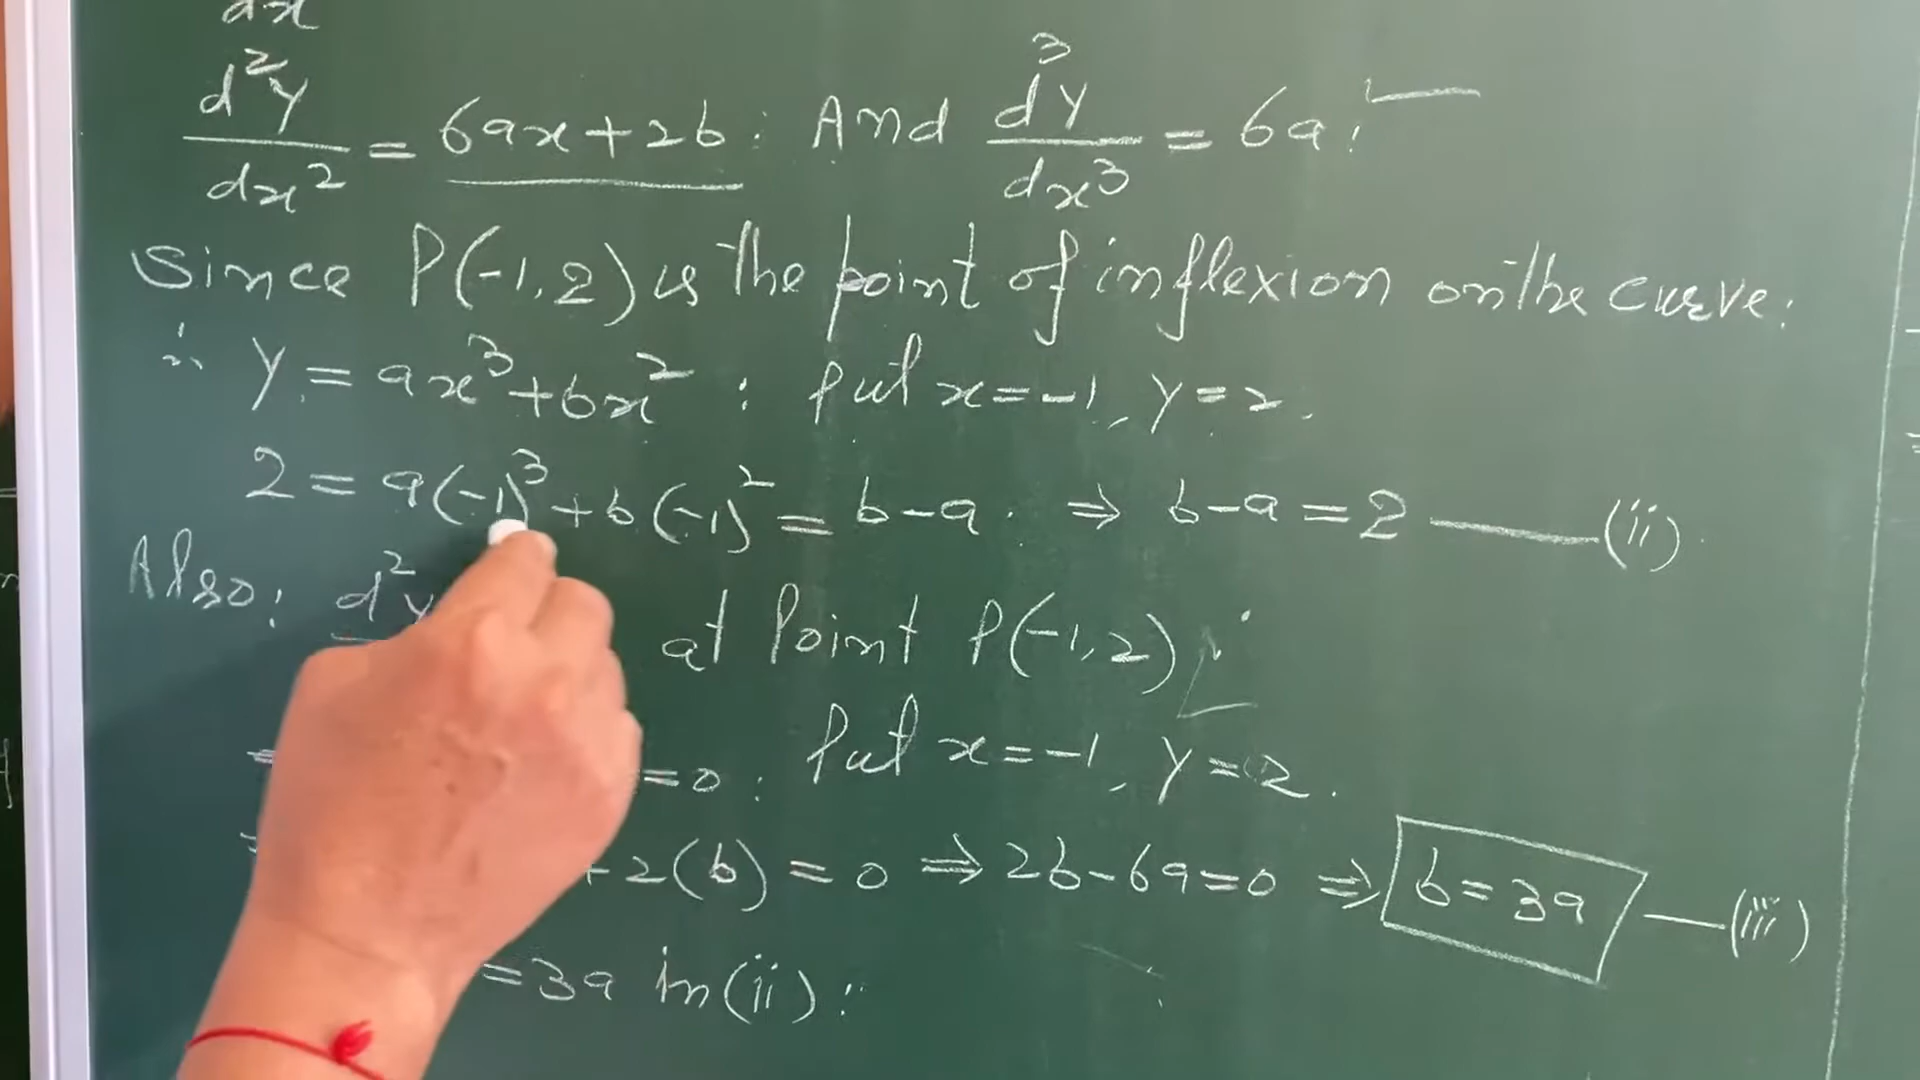 dx
d²y/dx² = 6ax+2b : And d³y/dx³ = 6a :
Since P(-1,2) is the point of inflexion on the curve:
∴ y = ax³+bx² : Put x=-1, y=2.
2 = a(-1)³+b(-1)² = b-a. ⇒ b-a=2 ——(ii).
Also: d²y at Point P(-1,2) :
=0 : Put x=-1, y=2.
+2(b) = 0 ⇒ 2b-6a=0 ⇒ b=3a —(iii)
=3a in (ii) :